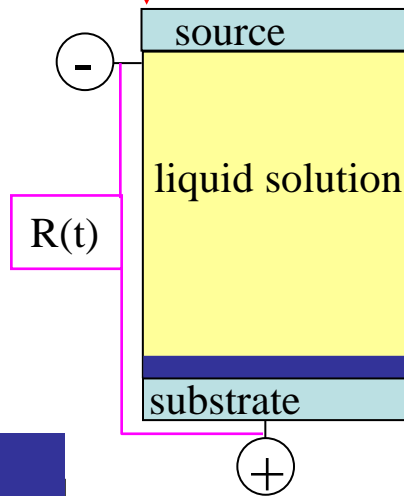 source
-
liquid solution
R(t)
substrate
+